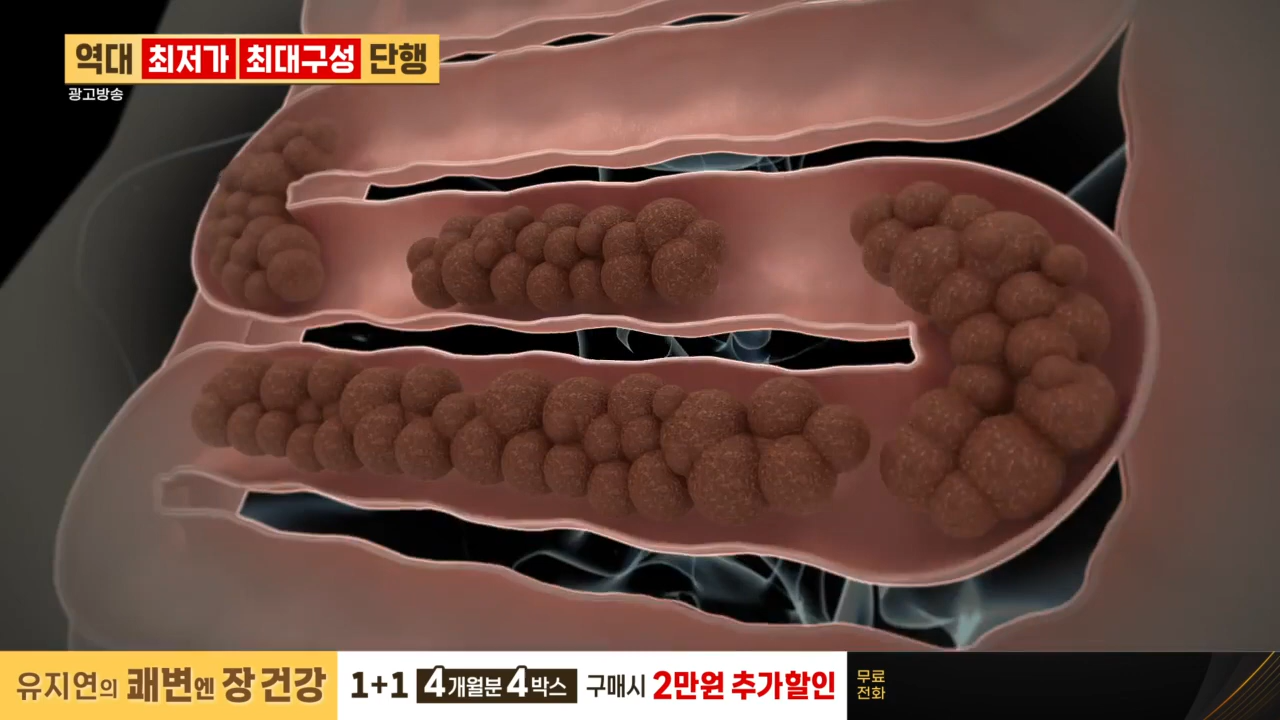 역대 최저가 최대구성 단행
광고방송
유지연의 쾌변엔 장 건강
1+1 4개월분 4박스 구매시 2만원 추가할인
무료
전화